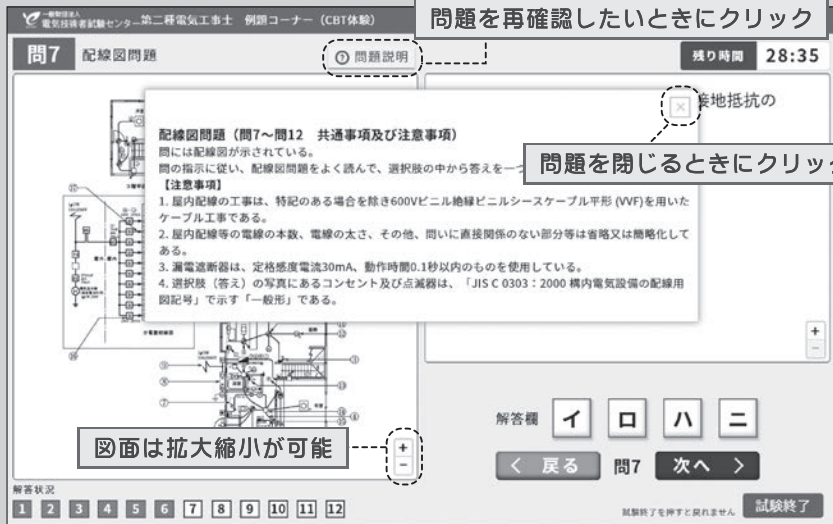 一般財団法人
電気技術者試験センター 第二種電気工事士 例題コーナー（CBT体験）
問題を再確認したいときにクリック
問7 配線図問題
? 問題説明
残り時間 28:35
接地抵抗の
×
配線図問題（問7〜問12 共通事項及び注意事項）
問には配線図が示されている。
問の指示に従い、配線図問題をよく読んで、選択肢の中から答えを一つ
問題を閉じるときにクリック
【注意事項】
1. 屋内配線の工事は、特記のある場合を除き600Vビニル絶縁ビニルシースケーブル平形 (VVF)を用いた
ケーブル工事である。
2. 屋内配線等の電線の本数、電線の太さ、その他、問いに直接関係のない部分等は省略又は簡略化して
ある。
3. 漏電遮断器は、定格感度電流30mA、動作時間0.1秒以内のものを使用している。
4. 選択肢（答え）の写真にあるコンセント及び点滅器は、「JIS C 0303：2000 構内電気設備の配線用
図記号」で示す「一般形」である。
+
−
解答欄 イ ロ ハ ニ
図面は拡大縮小が可能
+
−
< 戻る 問7 次へ >
解答状況
1 2 3 4 5 6 7 8 9 10 11 12
試験終了を押すと戻れません 試験終了